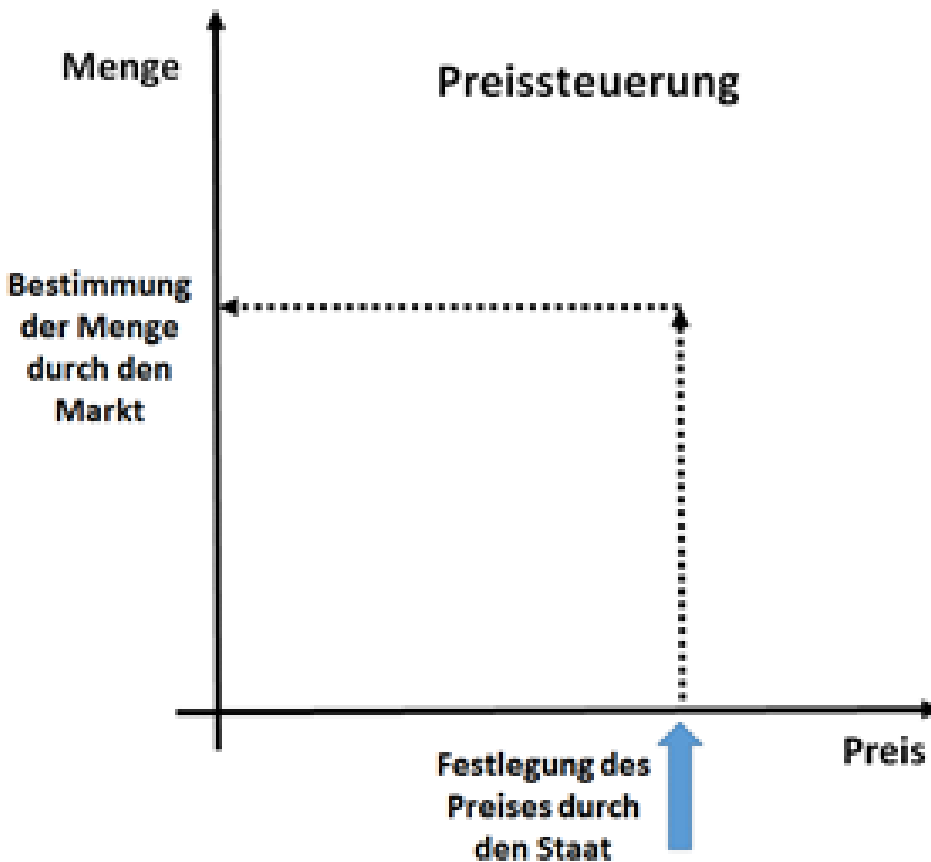 Menge
Preissteuerung
Bestimmung
der Menge
durch den
Markt
Preis
Festlegung des
Preises durch
den Staat